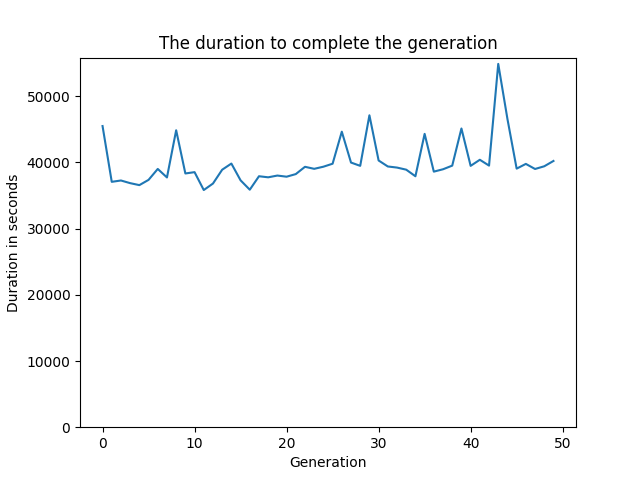 The duration to complete the generation
Duration in seconds
50000
40000
30000
20000
10000
0
0 10 20 30 40 50
Generation